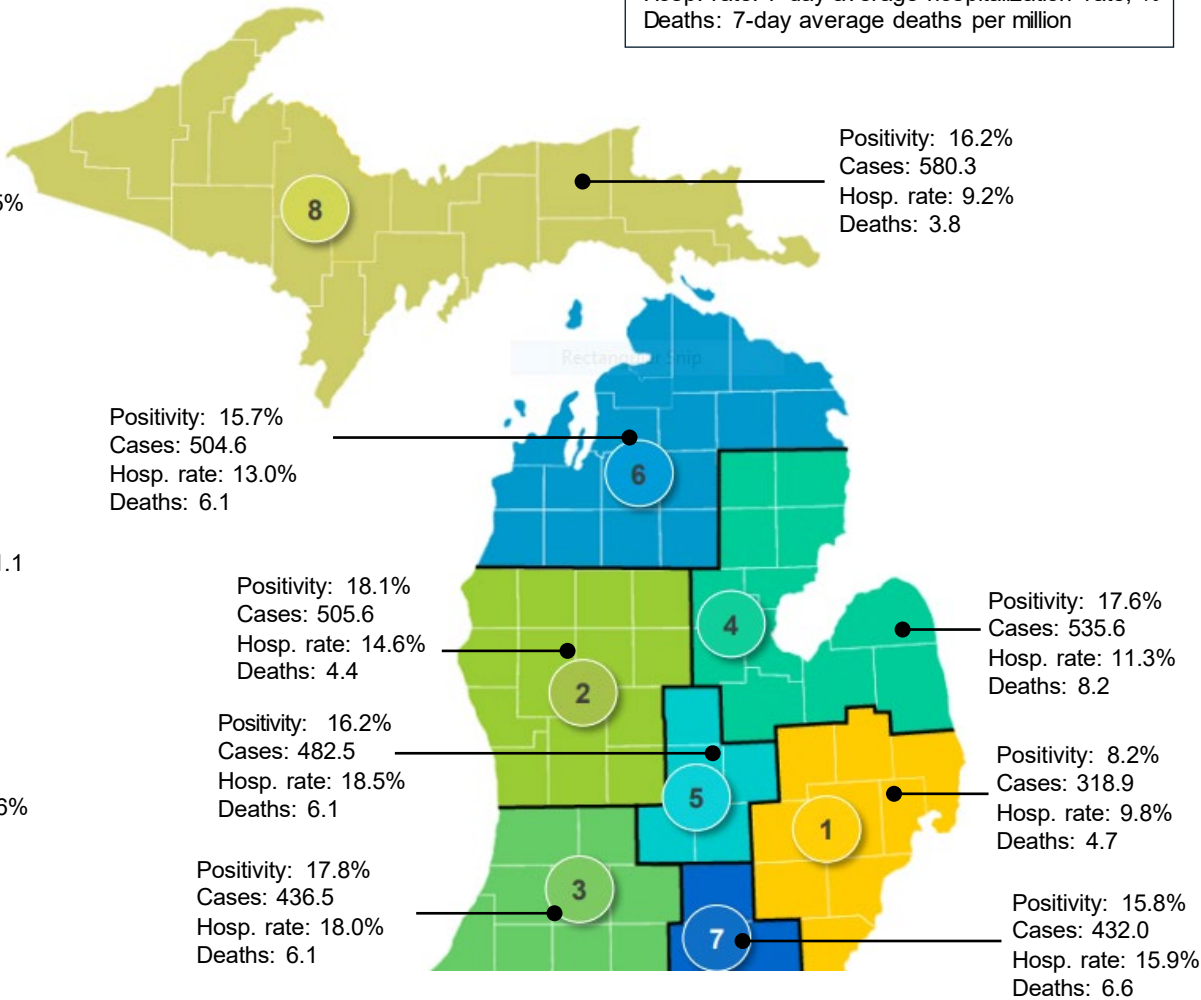 Deaths: 7-day average deaths per million
Positivity: 16.2%
Cases: 580.3
Hosp. rate: 9.2%
Deaths: 3.8
8
Positivity: 15.7%
Cases: 504.6
Hosp. rate: 13.0%
Deaths: 6.1
6
Positivity: 18.1%
Cases: 505.6
Hosp. rate: 14.6%
Deaths: 4.4
2
4
Positivity: 17.6%
Cases: 535.6
Hosp. rate: 11.3%
Deaths: 8.2
Positivity: 16.2%
Cases: 482.5
Hosp. rate: 18.5%
Deaths: 6.1
5
Positivity: 8.2%
Cases: 318.9
Hosp. rate: 9.8%
Deaths: 4.7
1
Positivity: 17.8%
Cases: 436.5
Hosp. rate: 18.0%
Deaths: 6.1
3
7
Positivity: 15.8%
Cases: 432.0
Hosp. rate: 15.9%
Deaths: 6.6